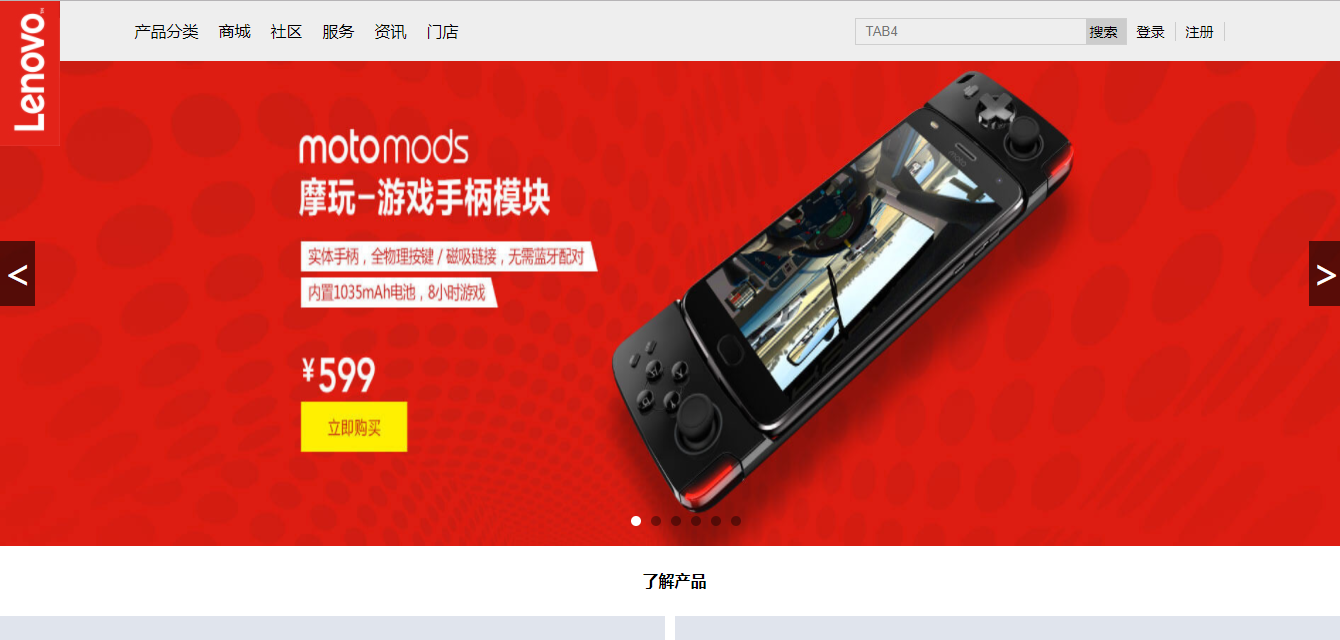 Lenovo
产品分类 商城 社区 服务 资讯 门店
TAB4 搜索 登录 注册
motomods
摩玩-游戏手柄模块
实体手柄，全物理按键 / 磁吸链接，无需蓝牙配对
内置1035mAh电池，8小时游戏
¥599
立即购买
< >
了解产品